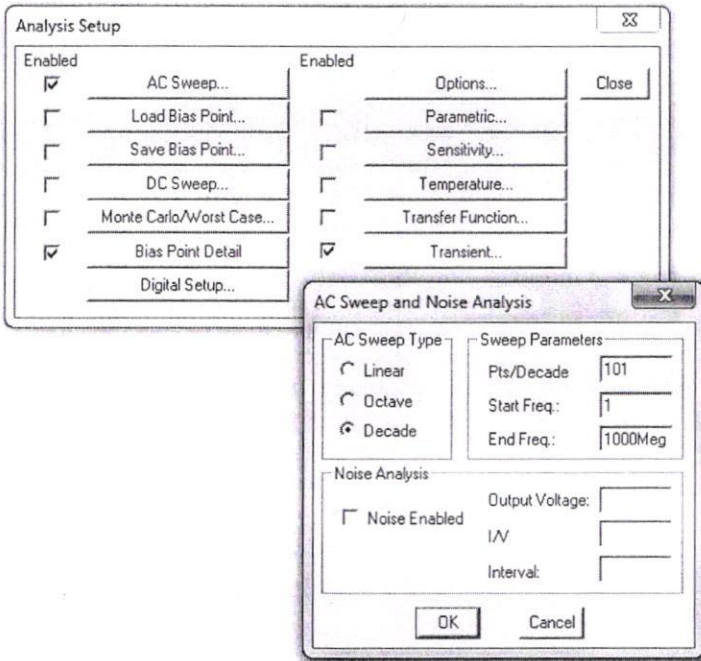 Analysis Setup
Enabled
Enabled
AC Sweep...
Options...
Close
Load Bias Point...
Parametric...
Save Bias Point...
Sensitivity...
DC Sweep...
Temperature...
Monte Carlo/Worst Case...
Transfer Function...
Bias Point Detail
Transient...
Digital Setup...
AC Sweep and Noise Analysis
AC Sweep Type
Linear
Octave
Decade
Sweep Parameters
Pts/Decade 101
Start Freq.: 1
End Freq.: 1000Meg
Noise Analysis
Noise Enabled
Output Voltage:
I/V
Interval:
OK
Cancel